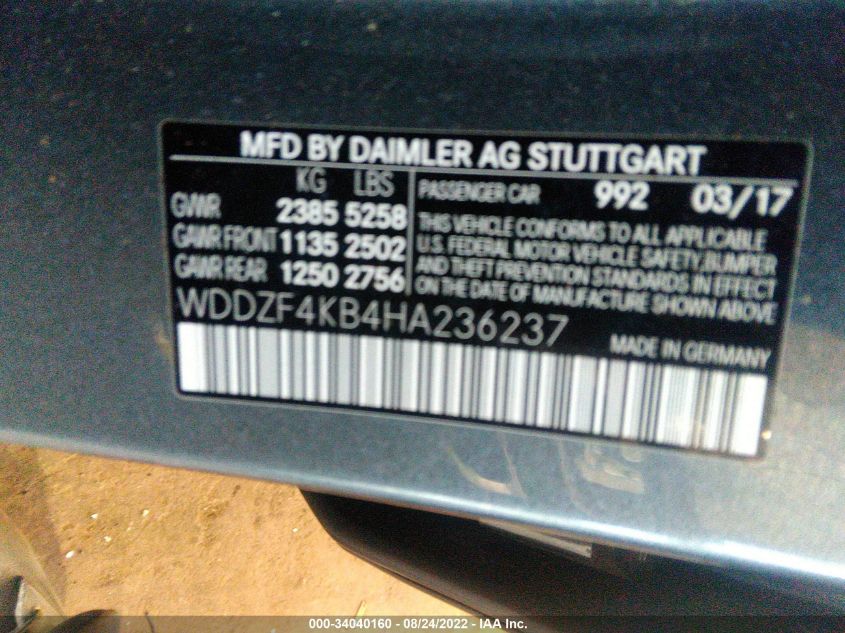 MFD BY DAIMLER AG STUTTGART
KG LBS
GVWR 2385 5258
GAWR FRONT 1135 2502
GAWR REAR 1250 2756
PASSENGER CAR 992 03/17
THIS VEHICLE CONFORMS TO ALL APPLICABLE
U.S. FEDERAL MOTOR VEHICLE SAFETY, BUMPER
AND THEFT PREVENTION STANDARDS IN EFFECT
ON THE DATE OF MANUFACTURE SHOWN ABOVE
WDDZF4KB4HA236237
MADE IN GERMANY
000-34040160 - 08/24/2022 - IAA Inc.